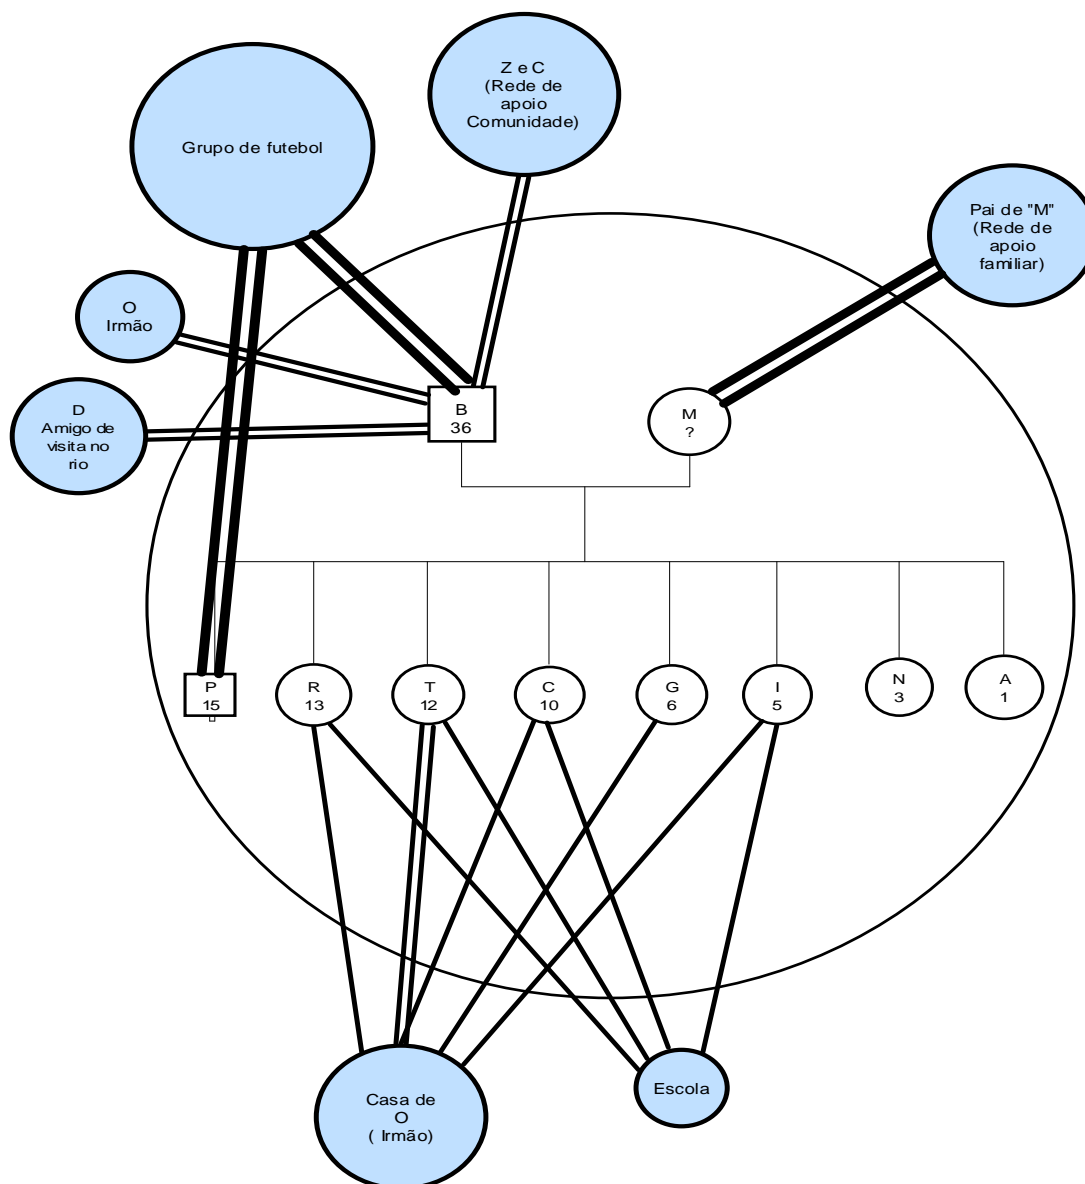 Z e C
(Rede de
apoio
Comunidade)
Grupo de futebol
Pai de "M"
(Rede de
apoio
familiar)
O
Irmão
D
Amigo de
visita no
rio
B
36
M
?
P
15
R
13
T
12
C
10
G
6
I
5
N
3
A
1
Casa de
O
( Irmão)
Escola